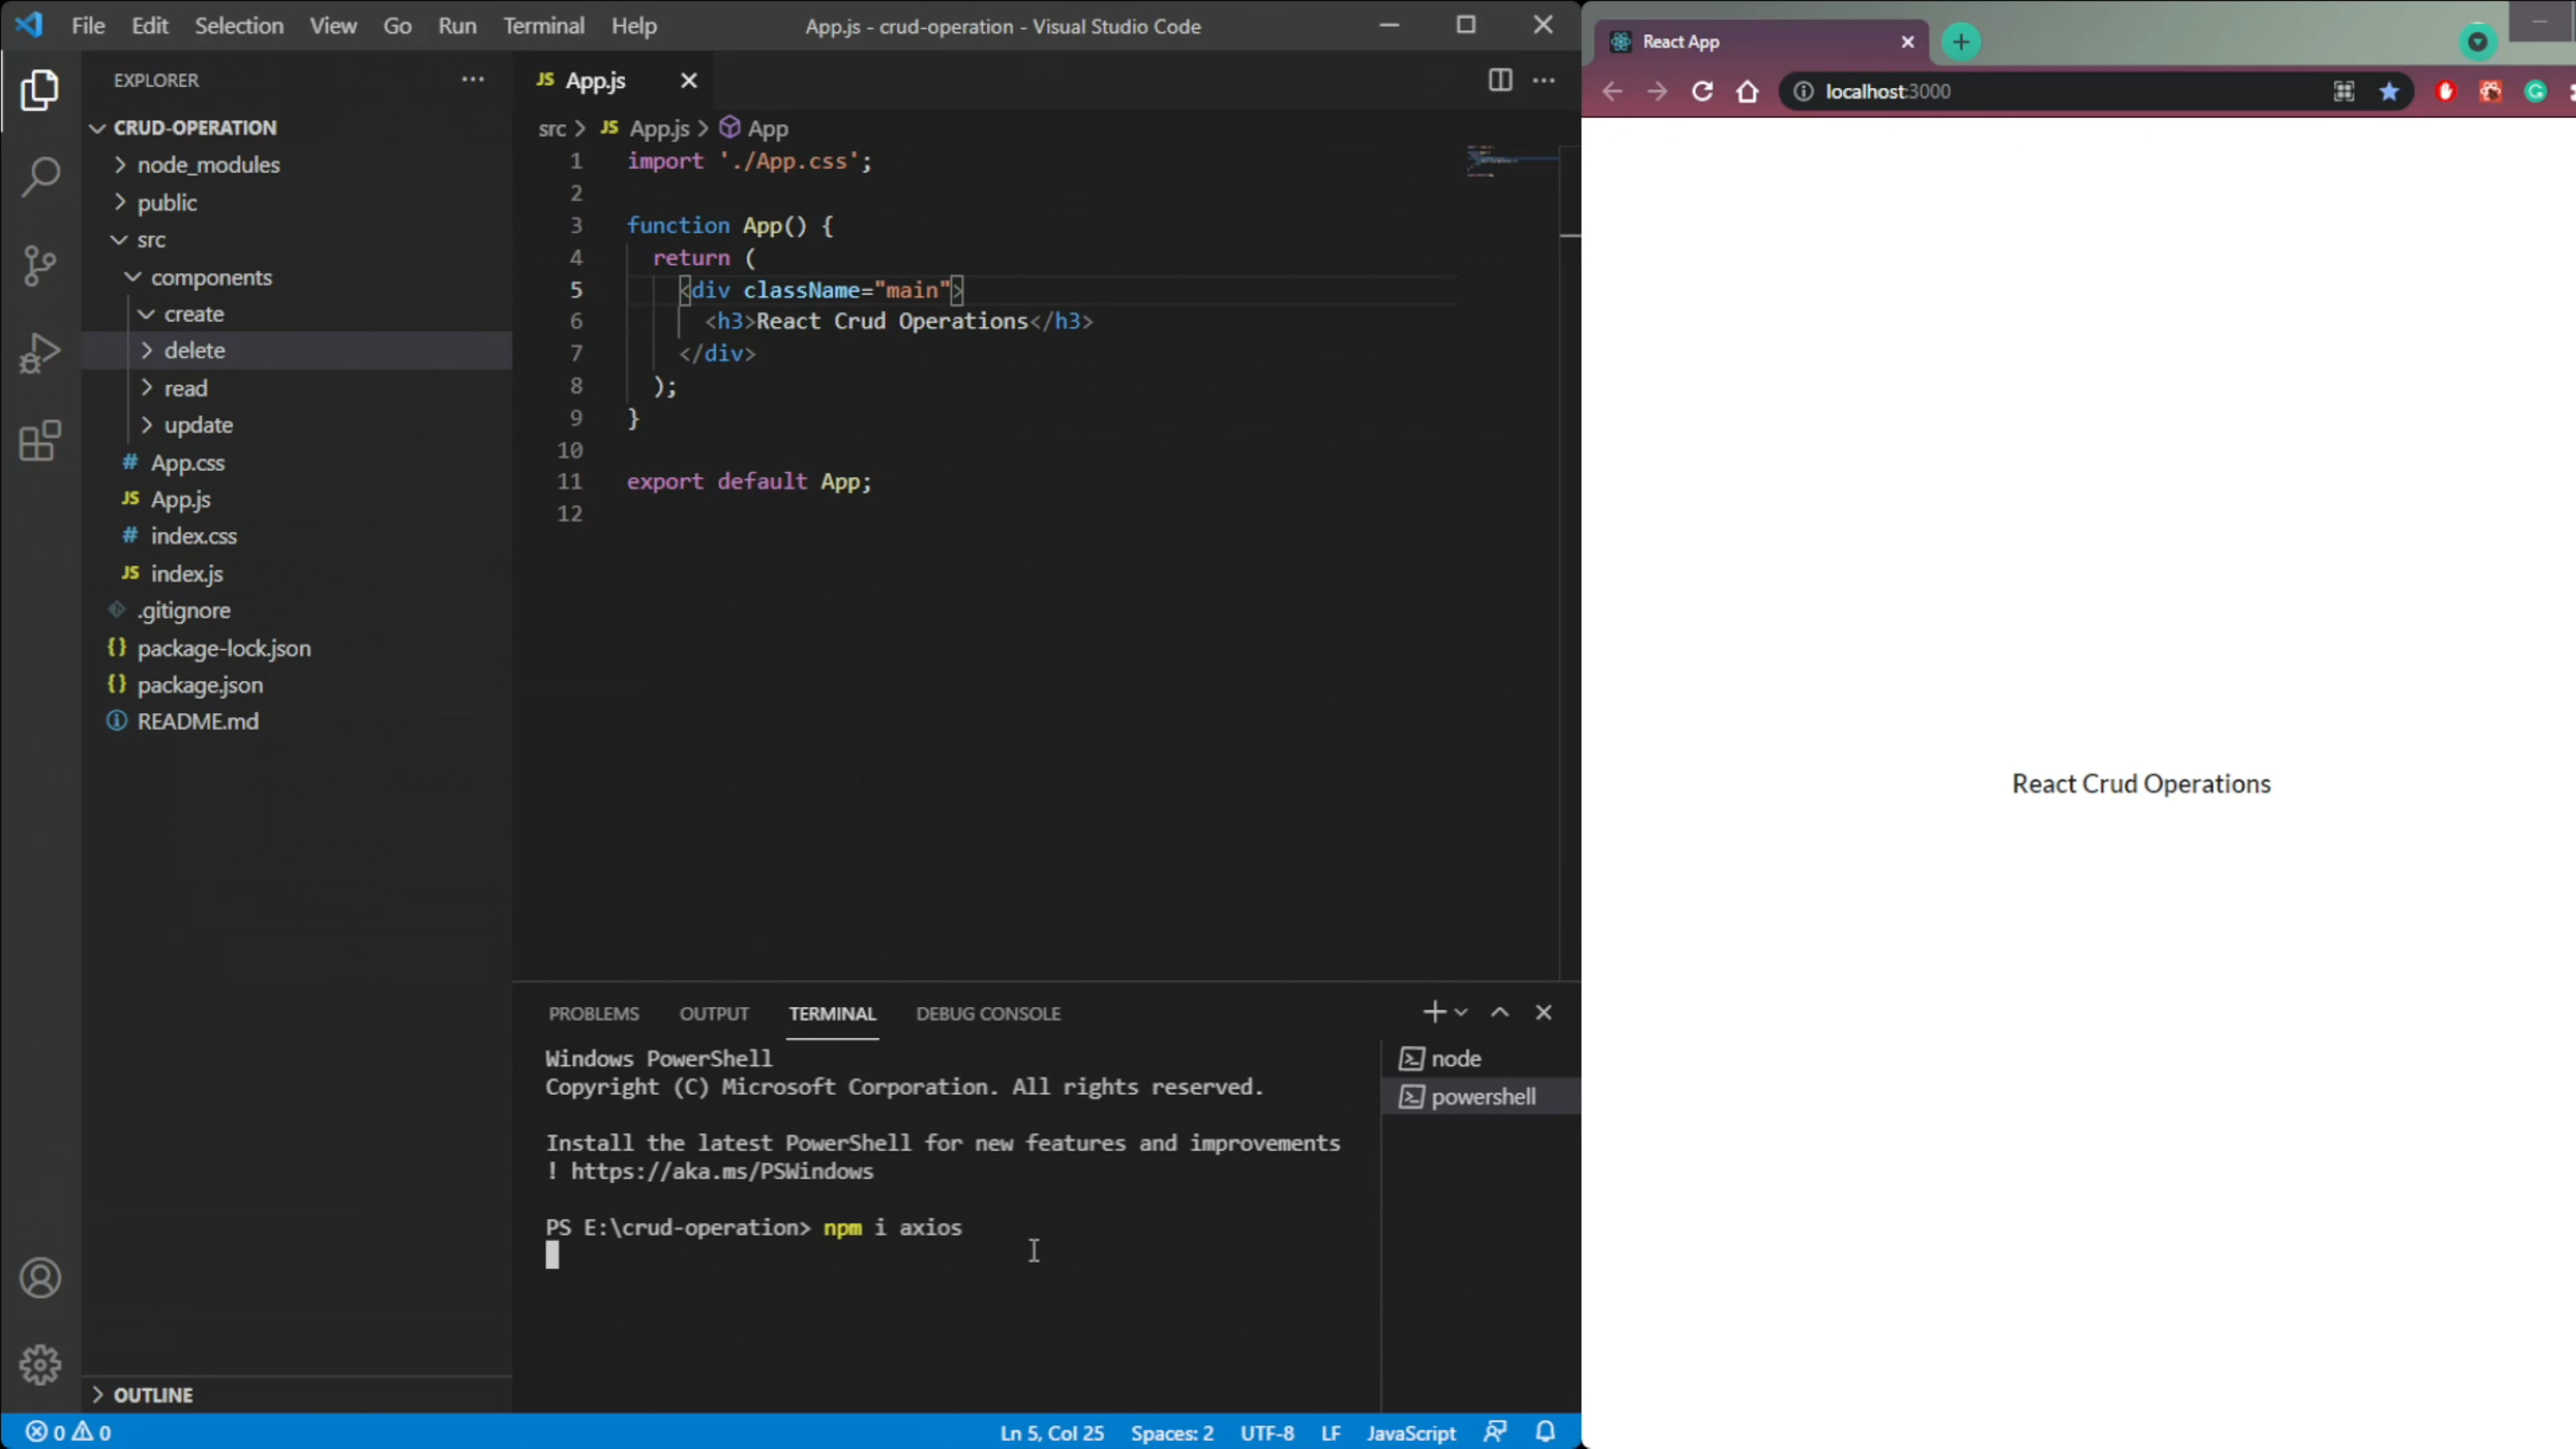 File Edit Selection View Go Run Terminal Help
App.js - crud-operation - Visual Studio Code
EXPLORER
CRUD-OPERATION
node_modules
public
src
components
create
delete
read
update
# App.css
JS App.js
# index.css
JS index.js
.gitignore
{} package-lock.json
{} package.json
README.md
OUTLINE
JS App.js
src > JS App.js > App
1 import './App.css';
2
3 function App() {
4 return (
5 <div className="main">
6 <h3>React Crud Operations</h3>
7 </div>
8 );
9 }
10
11 export default App;
12
PROBLEMS OUTPUT TERMINAL DEBUG CONSOLE
Windows PowerShell
Copyright (C) Microsoft Corporation. All rights reserved.
Install the latest PowerShell for new features and improvements
! https://aka.ms/PSWindows
PS E:\crud-operation> npm i axios
node
powershell
0 0
Ln 5, Col 25 Spaces: 2 UTF-8 LF JavaScript
React App
localhost:3000
React Crud Operations